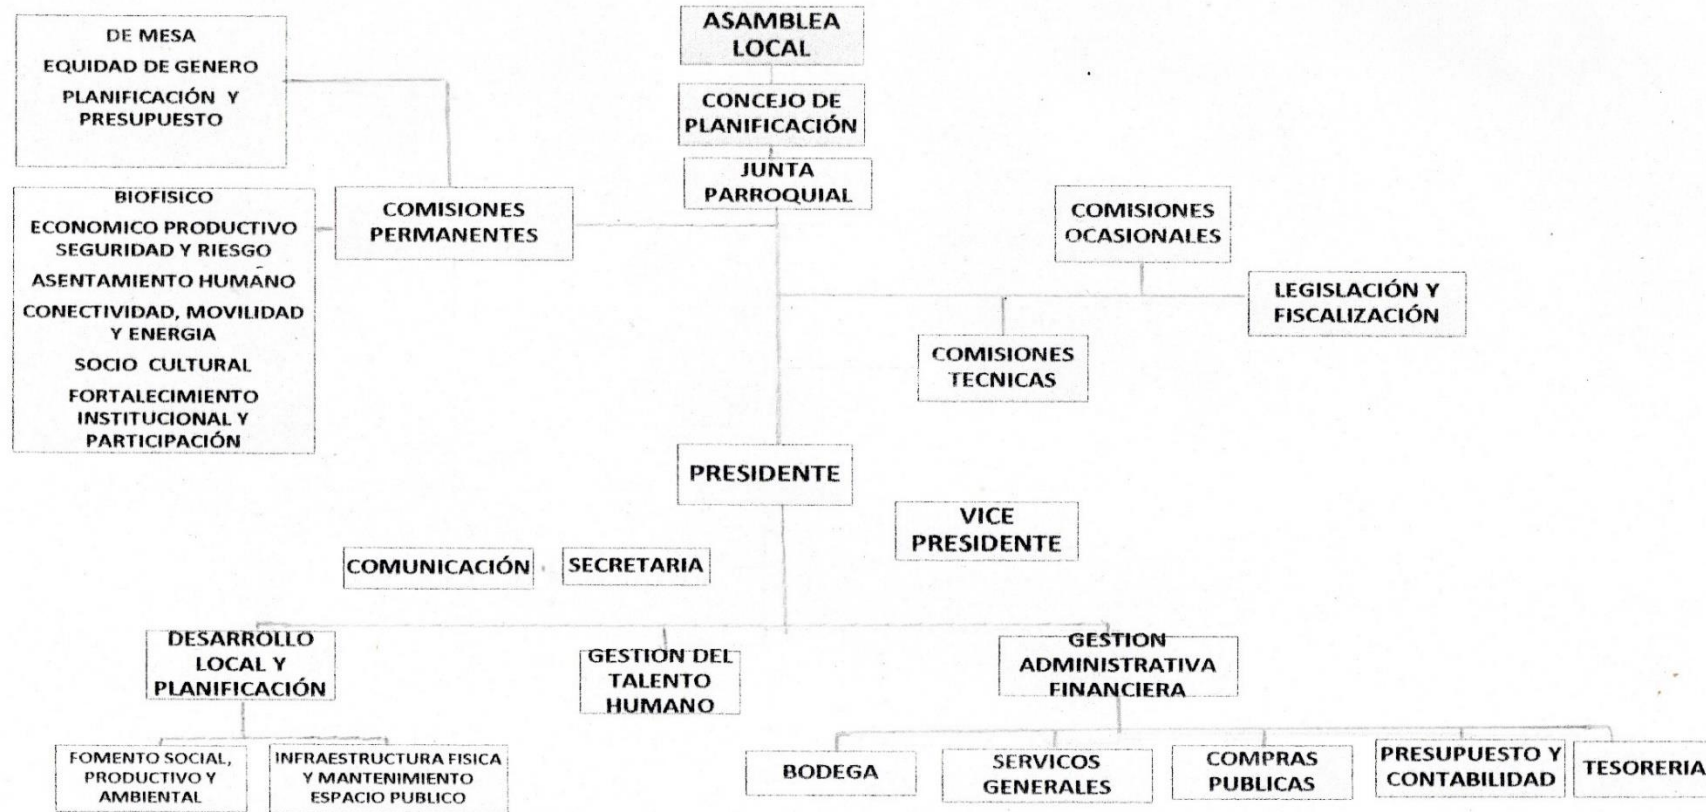 DE MESA
EQUIDAD DE GENERO
PLANIFICACIÓN Y
PRESUPUESTO
ASAMBLEA
LOCAL
CONCEJO DE
PLANIFICACIÓN
JUNTA
PARROQUIAL
BIOFISICO
ECONOMICO PRODUCTIVO
SEGURIDAD Y RIESGO
ASENTAMIENTO HUMANO
CONECTIVIDAD, MOVILIDAD
Y ENERGIA
SOCIO CULTURAL
FORTALECIMIENTO
INSTITUCIONAL Y
PARTICIPACIÓN
COMISIONES
PERMANENTES
COMISIONES
OCASIONALES
LEGISLACIÓN Y
FISCALIZACIÓN
COMISIONES
TECNICAS
PRESIDENTE
VICE
PRESIDENTE
COMUNICACIÓN
SECRETARIA
DESARROLLO
LOCAL Y
PLANIFICACIÓN
GESTION DEL
TALENTO
HUMANO
GESTION
ADMINISTRATIVA
FINANCIERA
FOMENTO SOCIAL,
PRODUCTIVO Y
AMBIENTAL
INFRAESTRUCTURA FISICA
Y MANTENIMIENTO
ESPACIO PUBLICO
BODEGA
SERVICOS
GENERALES
COMPRAS
PUBLICAS
PRESUPUESTO Y
CONTABILIDAD
TESORERIA